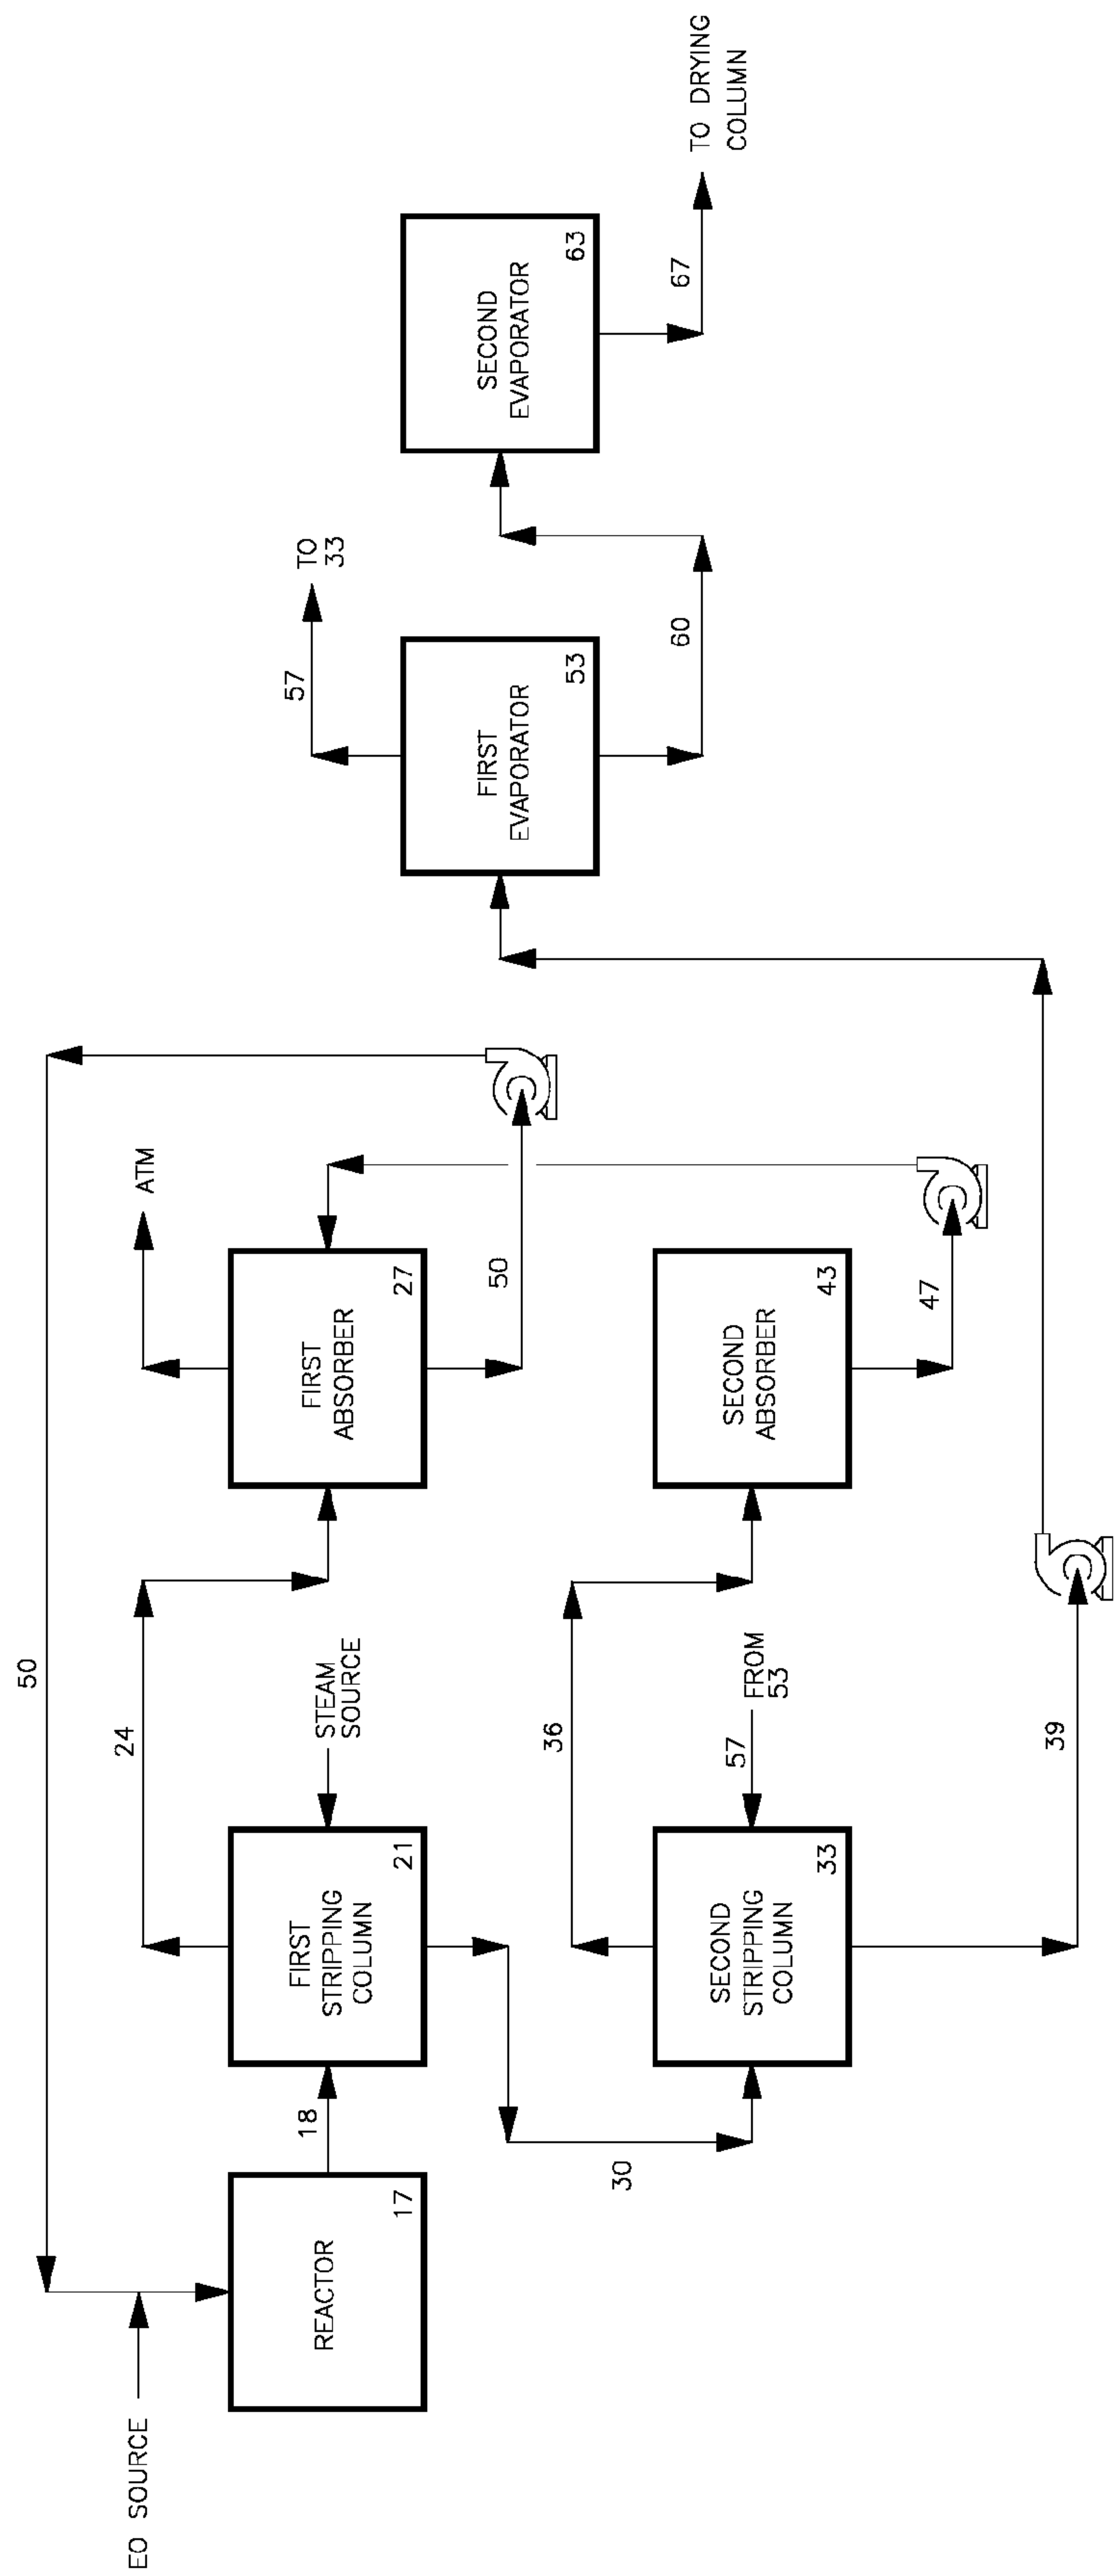 50
EO SOURCE
REACTOR
17
18
24
FIRST
STRIPPING
COLUMN
21
STEAM
SOURCE
ATM
FIRST
ABSORBER
27
50
30
36
SECOND
STRIPPING
COLUMN
33
57
FROM
53
SECOND
ABSORBER
43
47
39
57
TO
33
FIRST
EVAPORATOR
53
60
SECOND
EVAPORATOR
63
67
TO DRYING
COLUMN